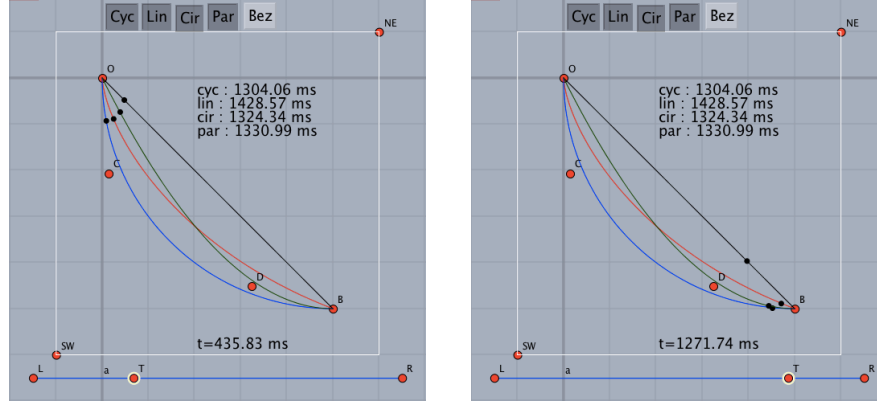 Cyc Lin Cir Par Bez
NE
O
cyc : 1304.06 ms
lin : 1428.57 ms
cir : 1324.34 ms
par : 1330.99 ms
C
D
B
t=435.83 ms
SW
L a T R
Cyc Lin Cir Par Bez
NE
O
cyc : 1304.06 ms
lin : 1428.57 ms
cir : 1324.34 ms
par : 1330.99 ms
C
D
B
t=1271.74 ms
SW
L a T R